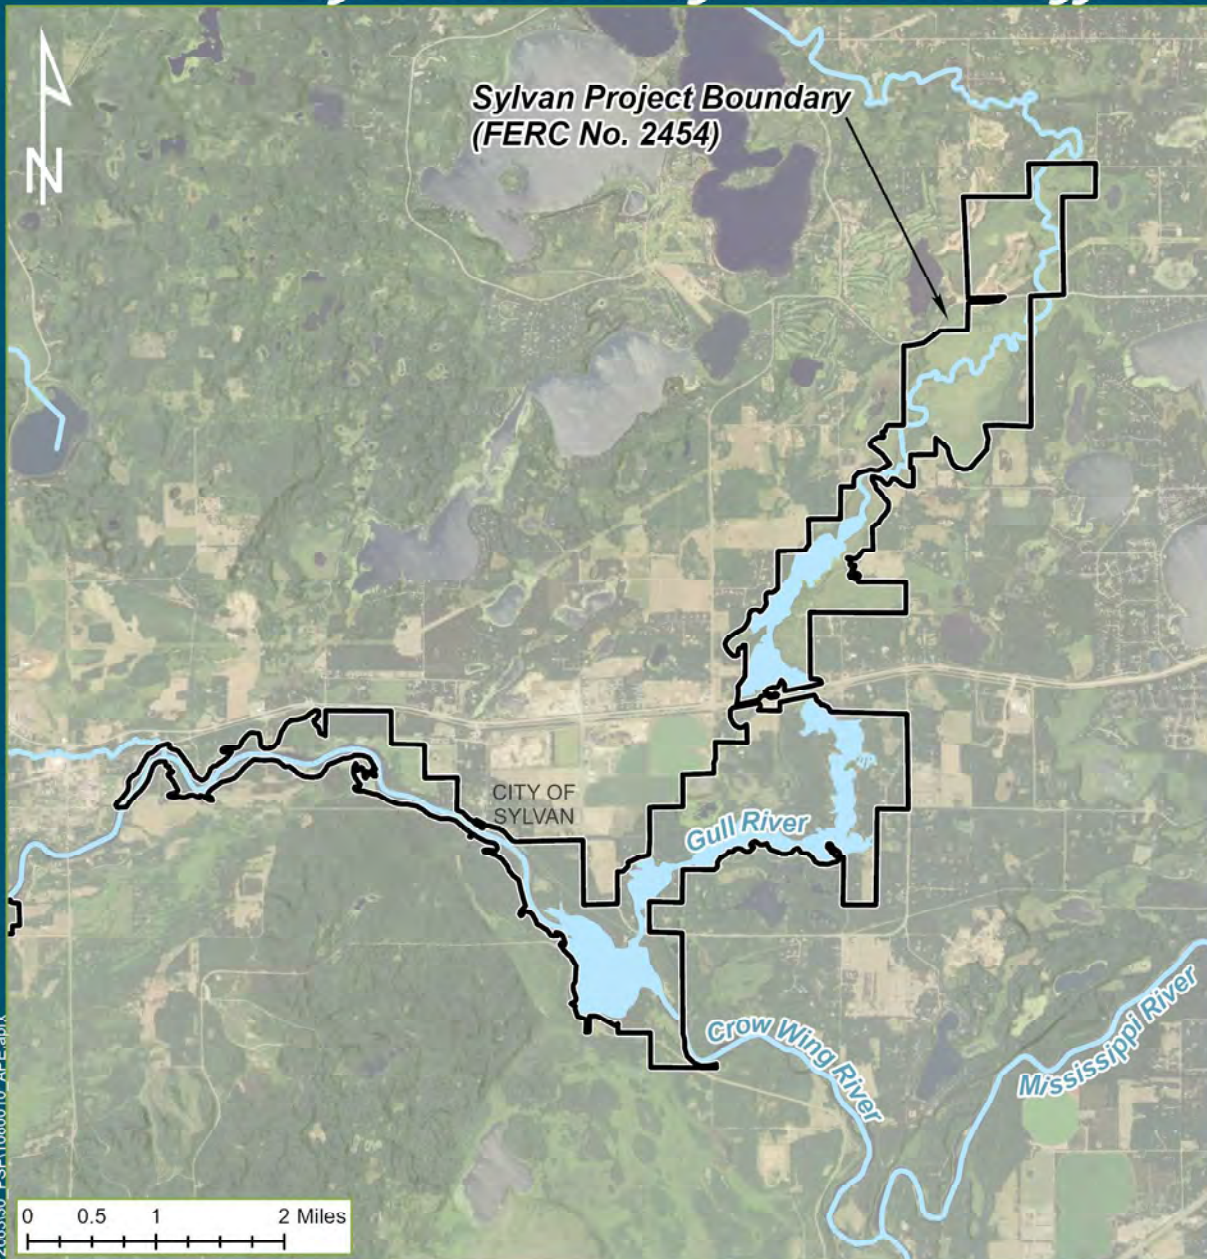 Sylvan Project Boundary
(FERC No. 2454)
N
CITY OF
SYLVAN
Gull River
Crow Wing River
Mississippi River
0 0.5 1 2 Miles